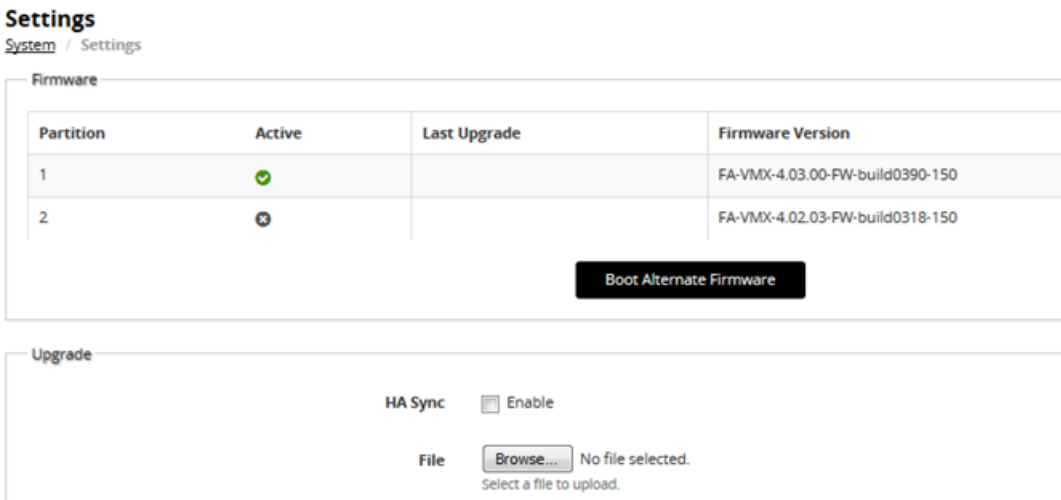 Settings
System / Settings
Firmware
Partition Active Last Upgrade Firmware Version
1 FA-VMX-4.03.00-FW-build0390-150
2 FA-VMX-4.02.03-FW-build0318-150
Boot Alternate Firmware
Upgrade
HA Sync Enable
File Browse... No file selected.
Select a file to upload.